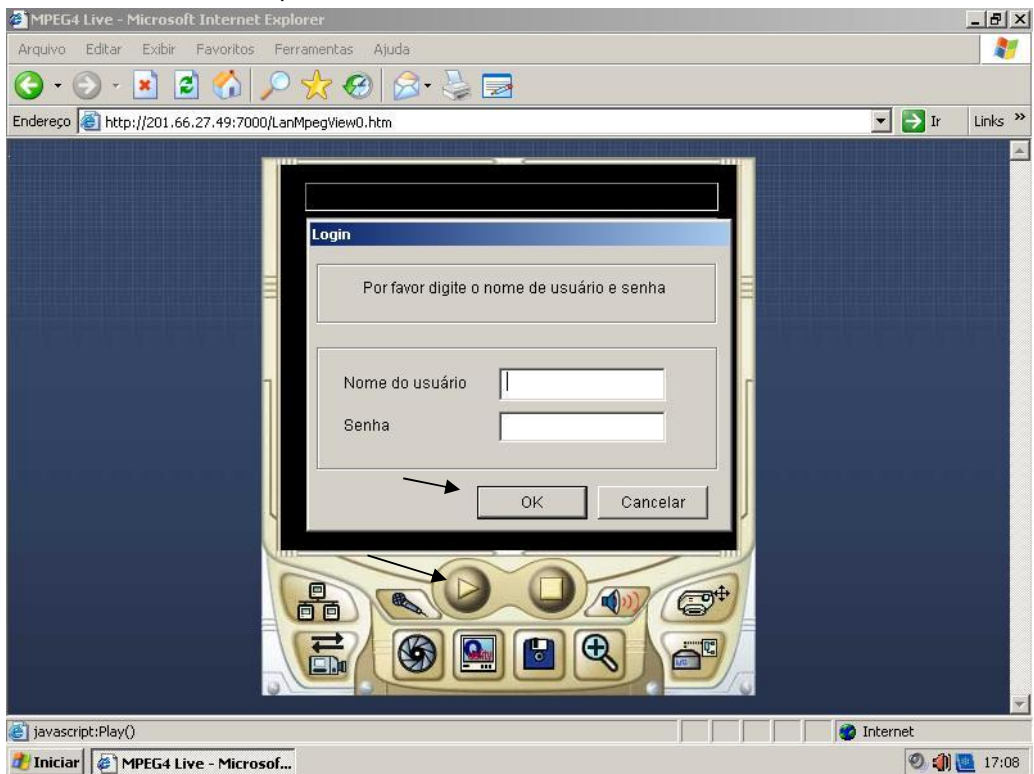 MPEG4 Live - Microsoft Internet Explorer
Arquivo Editar Exibir Favoritos Ferramentas Ajuda
Endereço http://201.66.27.49:7000/LanMpegView0.htm Ir Links »
Login
Por favor digite o nome de usuário e senha
Nome do usuário
Senha
OK Cancelar
I/O
javascript:Play() Internet
Iniciar MPEG4 Live - Microsof... 17:08